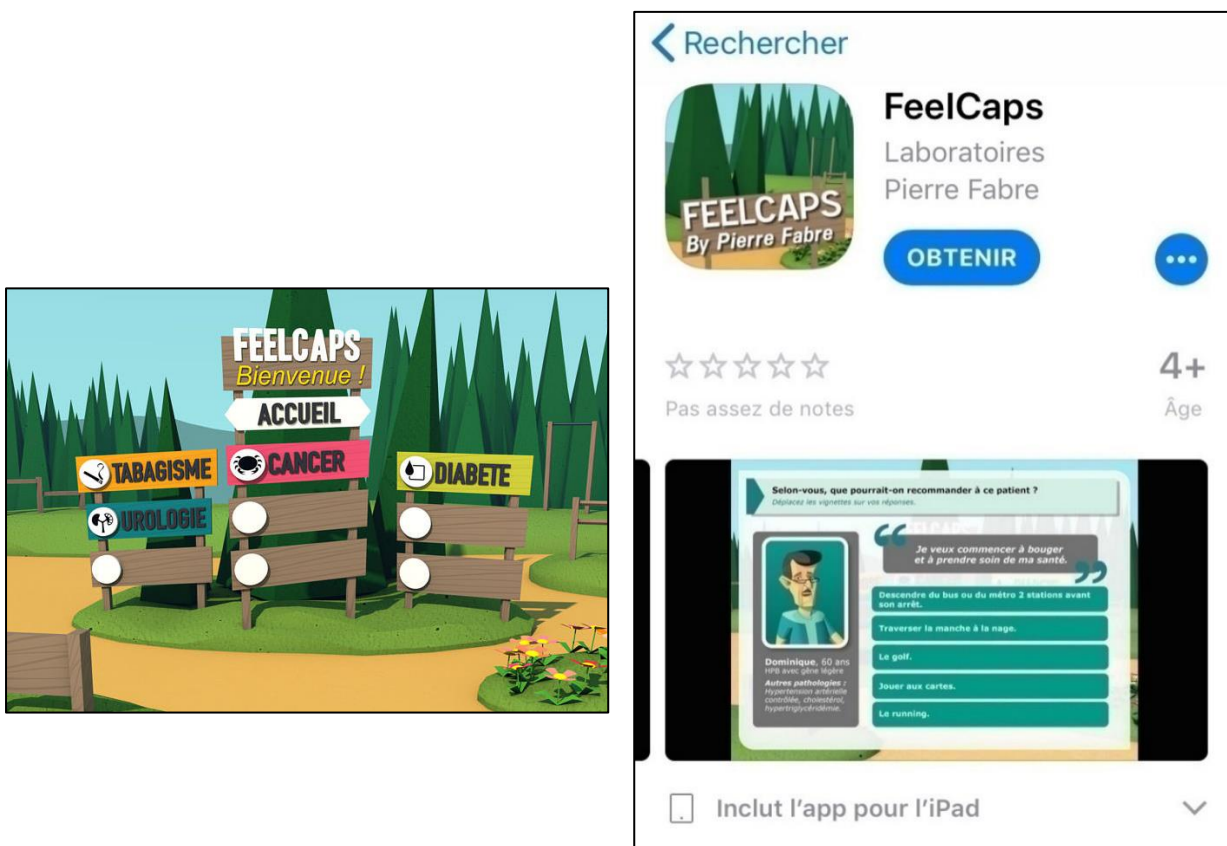 FEELCAPS
Bienvenue !
ACCUEIL
TABAGISME
CANCER
DIABETE
UROLOGIE
Rechercher
FEELCAPS
By Pierre Fabre
FeelCaps
Laboratoires
Pierre Fabre
OBTENIR
4+
Pas assez de notes
Âge
Selon-vous, que pourrait-on recommander à ce patient ?
Déplacez les vignettes sur vos réponses.
Je veux commencer à bouger
et à prendre soin de ma santé.
Dominique, 60 ans
HPB avec gêne légère
Autres pathologies :
Hypertension artérielle
contrôlée, cholestérol,
hypertriglycéridémie.
Descendre du bus ou du métro 2 stations avant
son arrêt.
Traverser la manche à la nage.
Le golf.
Jouer aux cartes.
Le running.
Inclut l'app pour l'iPad